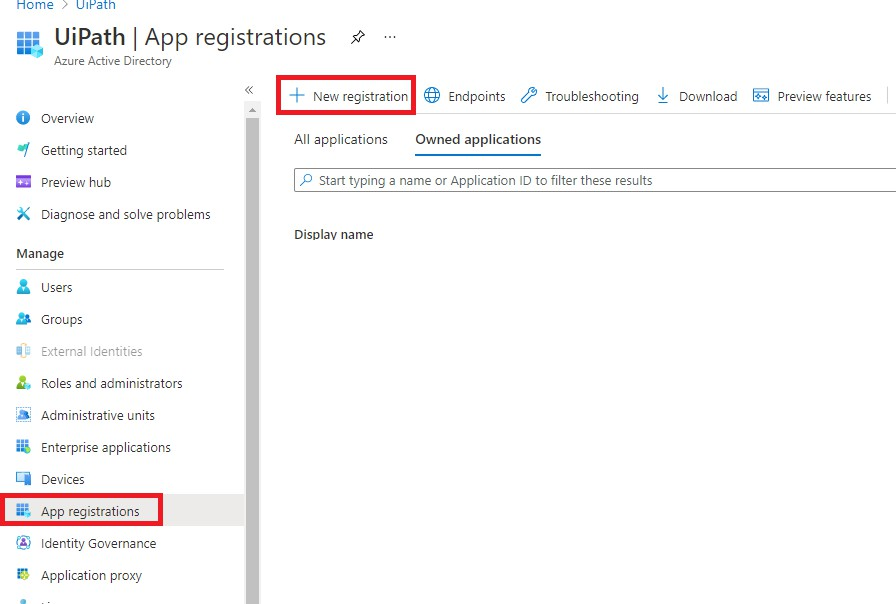 Home > UiPath
UiPath | App registrations
Azure Active Directory
Overview
Getting started
Preview hub
Diagnose and solve problems
Manage
Users
Groups
External Identities
Roles and administrators
Administrative units
Enterprise applications
Devices
App registrations
Identity Governance
Application proxy
New registration Endpoints Troubleshooting Download Preview features
All applications Owned applications
Start typing a name or Application ID to filter these results
Display name